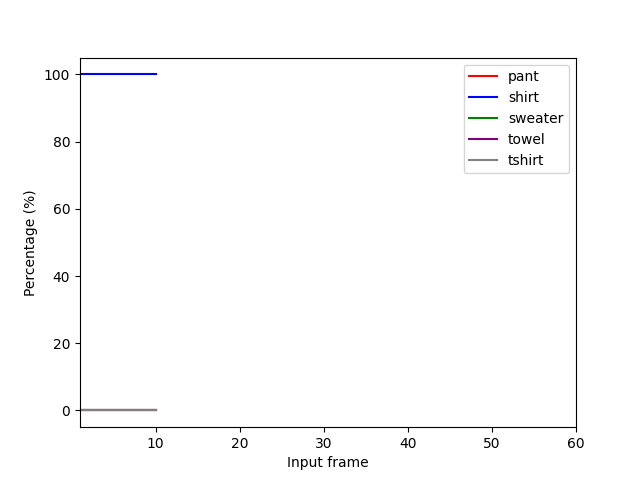 pant
shirt
sweater
towel
tshirt
100
80
60
40
20
0
Percentage (%)
10 20 30 40 50 60
Input frame